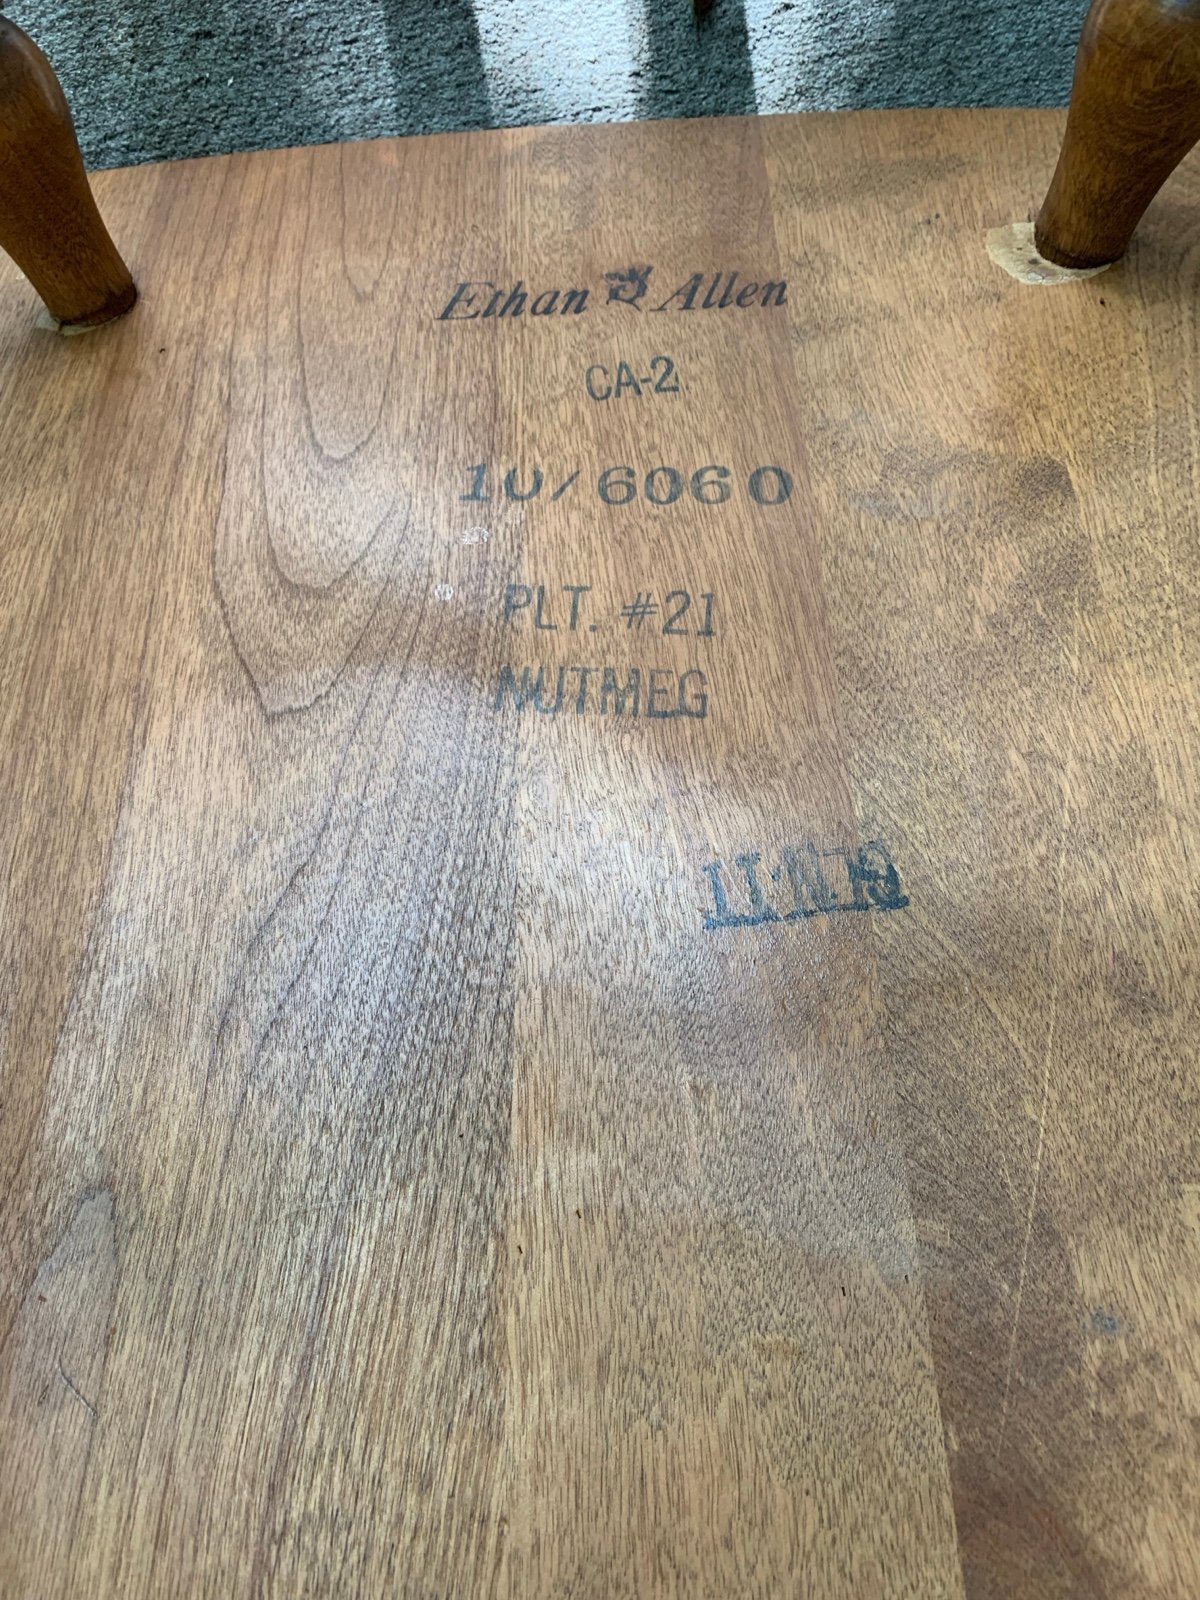 Ethan Allen
CA-2
10/6060
PLT. #21
NUTMEG